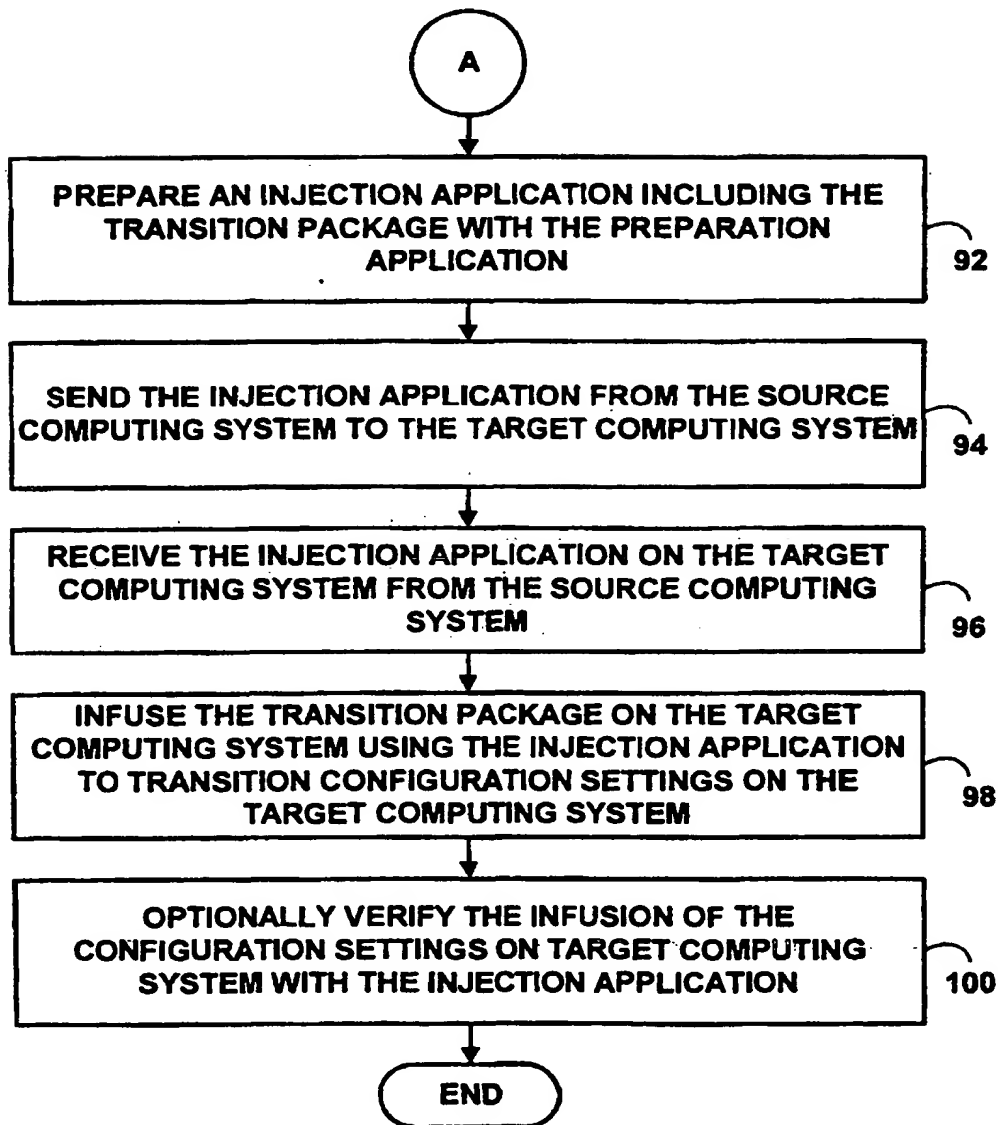 A
PREPARE AN INJECTION APPLICATION INCLUDING THE
TRANSITION PACKAGE WITH THE PREPARATION
APPLICATION
92
SEND THE INJECTION APPLICATION FROM THE SOURCE
COMPUTING SYSTEM TO THE TARGET COMPUTING SYSTEM
94
RECEIVE THE INJECTION APPLICATION ON THE TARGET
COMPUTING SYSTEM FROM THE SOURCE COMPUTING
SYSTEM
96
INFUSE THE TRANSITION PACKAGE ON THE TARGET
COMPUTING SYSTEM USING THE INJECTION APPLICATION
TO TRANSITION CONFIGURATION SETTINGS ON THE
TARGET COMPUTING SYSTEM
98
OPTIONALLY VERIFY THE INFUSION OF THE
CONFIGURATION SETTINGS ON TARGET COMPUTING
SYSTEM WITH THE INJECTION APPLICATION
100
END